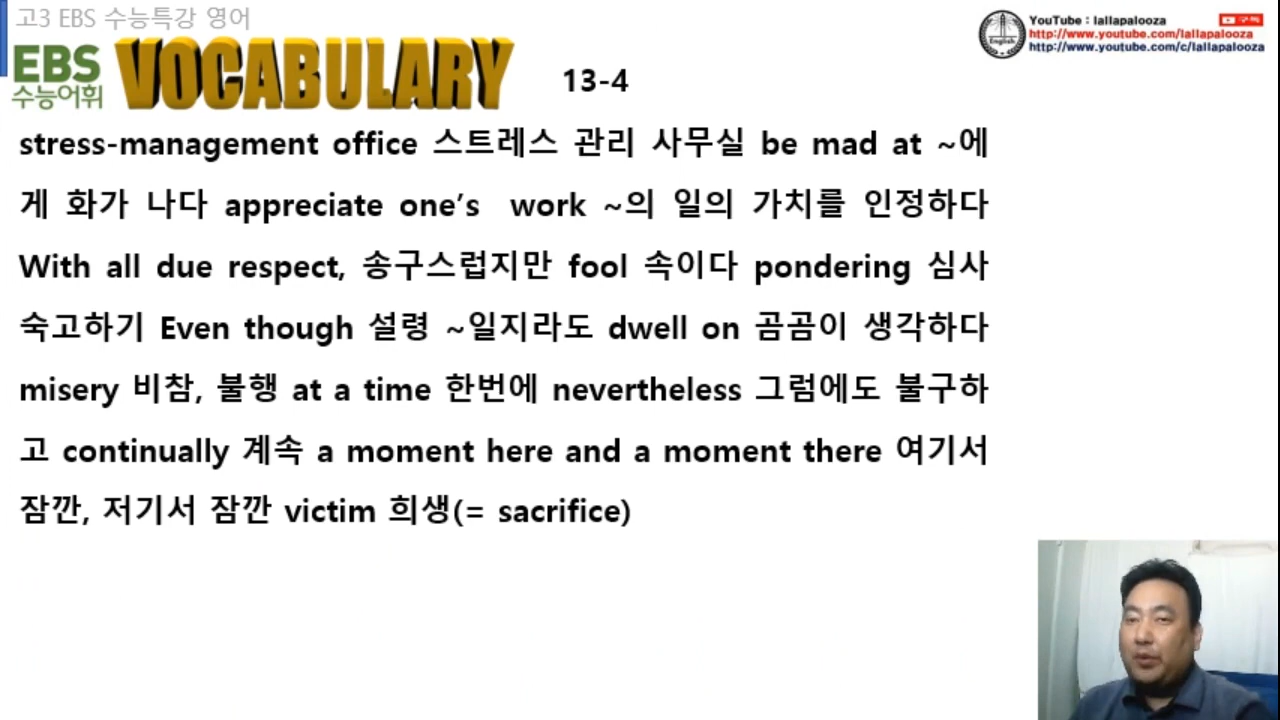 고3 EBS 수능특강 영어
EBS
수능어휘
VOCABULARY
13-4
YouTube : lallapalooza
구독
http://www.youtube.com/lallapalooza
http://www.youtube.com/c/lallapalooza
English
stress-management office 스트레스 관리 사무실 be mad at ~에
게 화가 나다 appreciate one’s work ~의 일의 가치를 인정하다
With all due respect, 송구스럽지만 fool 속이다 pondering 심사
숙고하기 Even though 설령 ~일지라도 dwell on 곰곰이 생각하다
misery 비참, 불행 at a time 한번에 nevertheless 그럼에도 불구하
고 continually 계속 a moment here and a moment there 여기서
잠깐, 저기서 잠깐 victim 희생(= sacrifice)